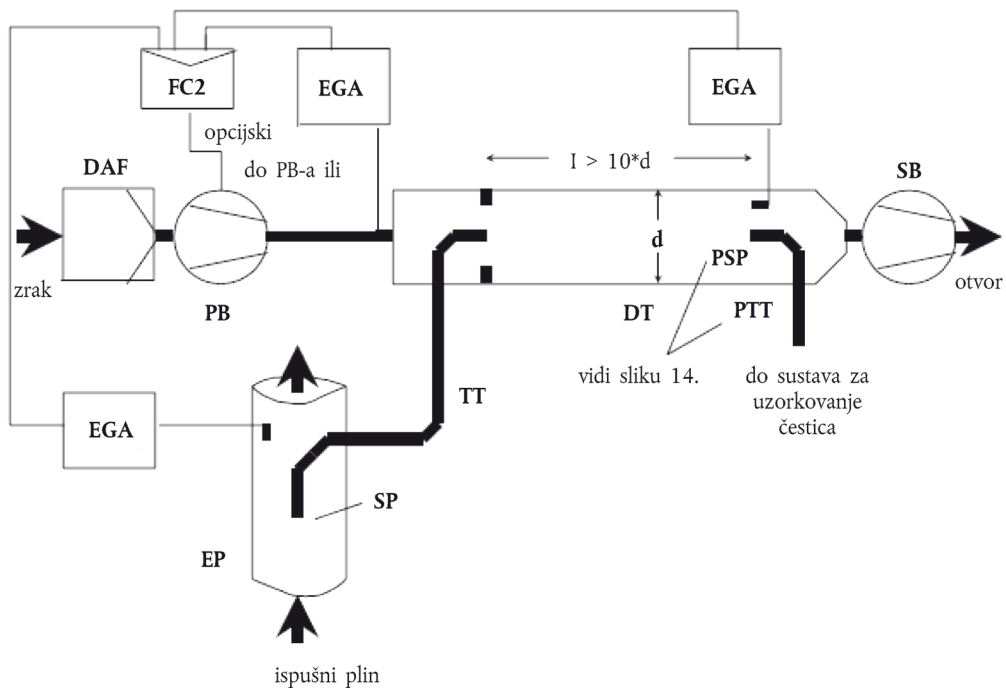 FC2
EGA
EGA
opcijski
do PB-a ili
DAF
l > 10*d
SB
zrak
PB
d
PSP
DT
PTT
otvor
vidi sliku 14.
do sustava za
uzorkovanje
čestica
TT
EGA
SP
EP
ispušni plin